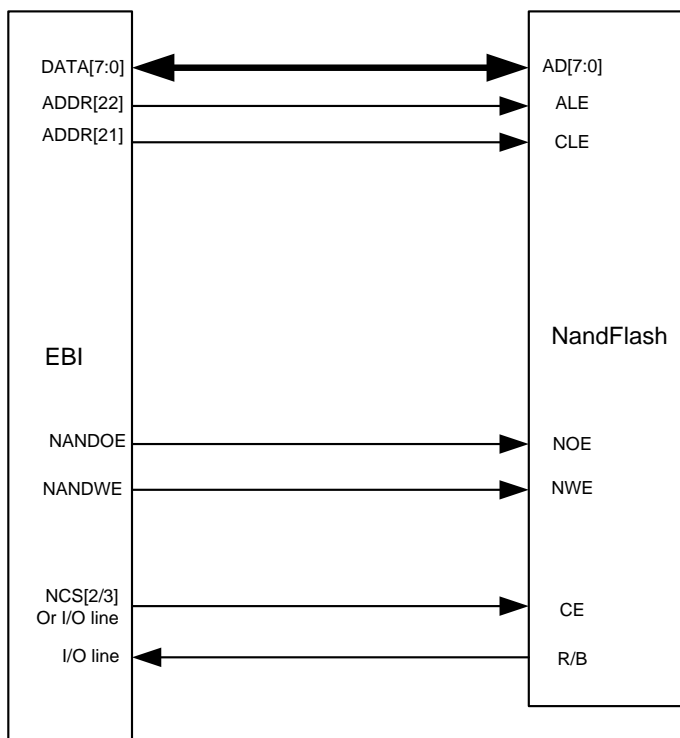 DATA[7:0] AD[7:0]
ADDR[22] ALE
ADDR[21] CLE
EBI NandFlash
NANDOE NOE
NANDWE NWE
NCS[2/3]
Or I/O line CE
I/O line R/B